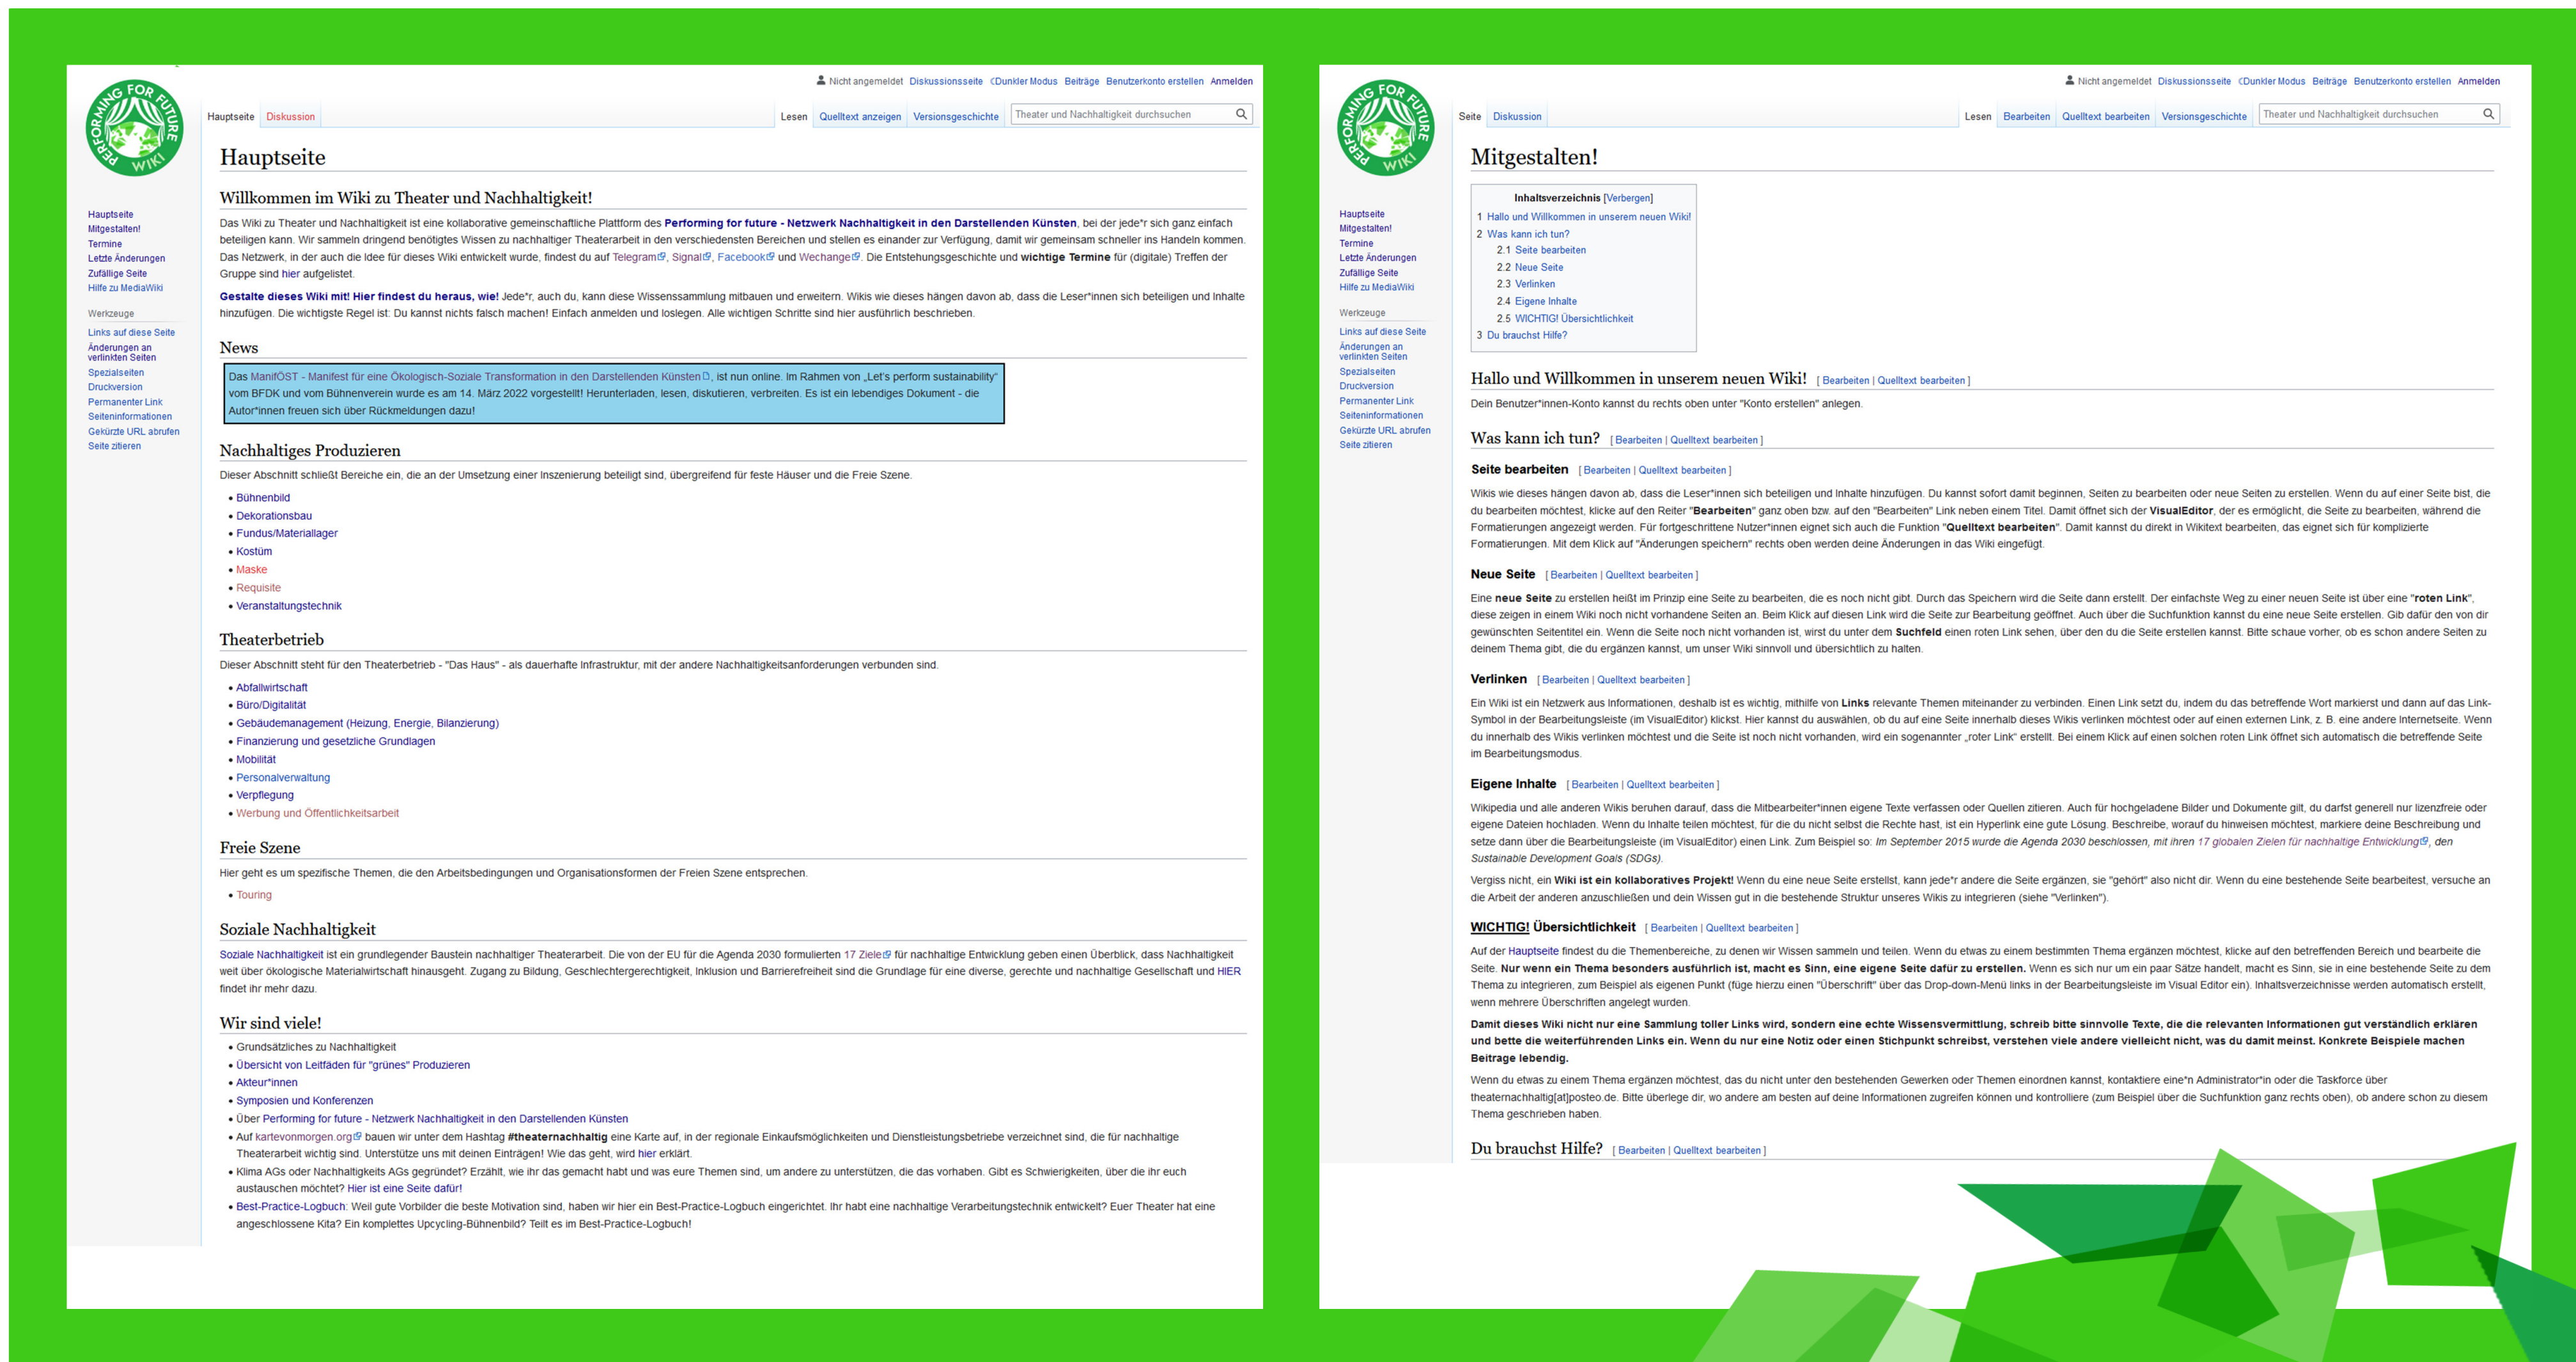 PERFORMING FOR FUTURE
WIKI
Nicht angemeldet Diskussionsseite Dunkler Modus Beiträge Benutzerkonto erstellen Anmelden
Hauptseite Diskussion
Lesen Quelltext anzeigen Versionsgeschichte Theater und Nachhaltigkeit durchsuchen
Hauptseite
Mitgestalten!
Termine
Letzte Änderungen
Zufällige Seite
Hilfe zu MediaWiki
Werkzeuge
Links auf diese Seite
Änderungen an
verlinkten Seiten
Spezialseiten
Druckversion
Permanenter Link
Seiteninformationen
Gekürzte URL abrufen
Seite zitieren
Hauptseite
Willkommen im Wiki zu Theater und Nachhaltigkeit!
Das Wiki zu Theater und Nachhaltigkeit ist eine kollaborative gemeinschaftliche Plattform des Performing for future - Netzwerk Nachhaltigkeit in den Darstellenden Künsten, bei der jede*r sich ganz einfach
beteiligen kann. Wir sammeln dringend benötigtes Wissen zu nachhaltiger Theaterarbeit in den verschiedensten Bereichen und stellen es einander zur Verfügung, damit wir gemeinsam schneller ins Handeln kommen.
Das Netzwerk, in der auch die Idee für dieses Wiki entwickelt wurde, findest du auf Telegram, Signal, Facebook und Wechange. Die Entstehungsgeschichte und wichtige Termine für (digitale) Treffen der
Gruppe sind hier aufgelistet.
Gestalte dieses Wiki mit! Hier findest du heraus, wie! Jede*r, auch du, kann diese Wissenssammlung mitbauen und erweitern. Wikis wie dieses hängen davon ab, dass die Leser*innen sich beteiligen und Inhalte
hinzufügen. Die wichtigste Regel ist: Du kannst nichts falsch machen! Einfach anmelden und loslegen. Alle wichtigen Schritte sind hier ausführlich beschrieben.
News
Das ManifÖST - Manifest für eine Ökologisch-Soziale Transformation in den Darstellenden Künsten, ist nun online. Im Rahmen von „Let's perform sustainability"
vom BFDK und vom Bühnenverein wurde es am 14. März 2022 vorgestellt! Herunterladen, lesen, diskutieren, verbreiten. Es ist ein lebendiges Dokument - die
Autor*innen freuen sich über Rückmeldungen dazu!
Nachhaltiges Produzieren
Dieser Abschnitt schließt Bereiche ein, die an der Umsetzung einer Inszenierung beteiligt sind, übergreifend für feste Häuser und die Freie Szene.
• Bühnenbild
• Dekorationsbau
• Fundus/Materiallager
• Kostüm
• Maske
• Requisite
• Veranstaltungstechnik
Theaterbetrieb
Dieser Abschnitt steht für den Theaterbetrieb - "Das Haus" - als dauerhafte Infrastruktur, mit der andere Nachhaltigkeitsanforderungen verbunden sind.
• Abfallwirtschaft
• Büro/Digitalität
• Gebäudemanagement (Heizung, Energie, Bilanzierung)
• Finanzierung und gesetzliche Grundlagen
• Mobilität
• Personalverwaltung
• Verpflegung
• Werbung und Öffentlichkeitsarbeit
Freie Szene
Hier geht es um spezifische Themen, die den Arbeitsbedingungen und Organisationsformen der Freien Szene entsprechen.
• Touring
Soziale Nachhaltigkeit
Soziale Nachhaltigkeit ist ein grundlegender Baustein nachhaltiger Theaterarbeit. Die von der EU für die Agenda 2030 formulierten 17 Ziele für nachhaltige Entwicklung geben einen Überblick, dass Nachhaltigkeit
weit über ökologische Materialwirtschaft hinausgeht. Zugang zu Bildung, Geschlechtergerechtigkeit, Inklusion und Barrierefreiheit sind die Grundlage für eine diverse, gerechte und nachhaltige Gesellschaft und HIER
findet ihr mehr dazu.
Wir sind viele!
• Grundsätzliches zu Nachhaltigkeit
• Übersicht von Leitfäden für "grünes" Produzieren
• Akteur*innen
• Symposien und Konferenzen
• Über Performing for future - Netzwerk Nachhaltigkeit in den Darstellenden Künsten
• Auf kartevonmorgen.org bauen wir unter dem Hashtag #theaternachhaltig eine Karte auf, in der regionale Einkaufsmöglichkeiten und Dienstleistungsbetriebe verzeichnet sind, die für nachhaltige
Theaterarbeit wichtig sind. Unterstütze uns mit deinen Einträgen! Wie das geht, wird hier erklärt.
• Klima AGs oder Nachhaltigkeits AGs gegründet? Erzählt, wie ihr das gemacht habt und was eure Themen sind, um andere zu unterstützen, die das vorhaben. Gibt es Schwierigkeiten, über die ihr euch
austauschen möchtet? Hier ist eine Seite dafür!
• Best-Practice-Logbuch: Weil gute Vorbilder die beste Motivation sind, haben wir hier ein Best-Practice-Logbuch eingerichtet. Ihr habt eine nachhaltige Verarbeitungstechnik entwickelt? Euer Theater hat eine
angeschlossene Kita? Ein komplettes Upcycling-Bühnenbild? Teilt es im Best-Practice-Logbuch!
PERFORMING FOR FUTURE
WIKI
Nicht angemeldet Diskussionsseite Dunkler Modus Beiträge Benutzerkonto erstellen Anmelden
Seite Diskussion
Lesen Bearbeiten Quelltext bearbeiten Versionsgeschichte Theater und Nachhaltigkeit durchsuchen
Hauptseite
Mitgestalten!
Termine
Letzte Änderungen
Zufällige Seite
Hilfe zu MediaWiki
Werkzeuge
Links auf diese Seite
Änderungen an
verlinkten Seiten
Spezialseiten
Druckversion
Permanenter Link
Seiteninformationen
Gekürzte URL abrufen
Seite zitieren
Mitgestalten!
Inhaltsverzeichnis [Verbergen]
1 Hallo und Willkommen in unserem neuen Wiki!
2 Was kann ich tun?
2.1 Seite bearbeiten
2.2 Neue Seite
2.3 Verlinken
2.4 Eigene Inhalte
2.5 WICHTIG! Übersichtlichkeit
3 Du brauchst Hilfe?
Hallo und Willkommen in unserem neuen Wiki! [ Bearbeiten | Quelltext bearbeiten ]
Dein Benutzer*innen-Konto kannst du rechts oben unter "Konto erstellen" anlegen.
Was kann ich tun? [ Bearbeiten | Quelltext bearbeiten ]
Seite bearbeiten [ Bearbeiten | Quelltext bearbeiten ]
Wikis wie dieses hängen davon ab, dass die Leser*innen sich beteiligen und Inhalte hinzufügen. Du kannst sofort damit beginnen, Seiten zu bearbeiten oder neue Seiten zu erstellen. Wenn du auf einer Seite bist, die
du bearbeiten möchtest, klicke auf den Reiter "Bearbeiten" ganz oben bzw. auf den "Bearbeiten" Link neben einem Titel. Damit öffnet sich der VisualEditor, der es ermöglicht, die Seite zu bearbeiten, während die
Formatierungen angezeigt werden. Für fortgeschrittene Nutzer*innen eignet sich auch die Funktion "Quelltext bearbeiten". Damit kannst du direkt in Wikitext bearbeiten, das eignet sich für komplizierte
Formatierungen. Mit dem Klick auf "Änderungen speichern" rechts oben werden deine Änderungen in das Wiki eingefügt.
Neue Seite [ Bearbeiten | Quelltext bearbeiten ]
Eine neue Seite zu erstellen heißt im Prinzip eine Seite zu bearbeiten, die es noch nicht gibt. Durch das Speichern wird die Seite dann erstellt. Der einfachste Weg zu einer neuen Seite ist über eine "roten Link",
diese zeigen in einem Wiki noch nicht vorhandene Seiten an. Beim Klick auf diesen Link wird die Seite zur Bearbeitung geöffnet. Auch über die Suchfunktion kannst du eine neue Seite erstellen. Gib dafür den von dir
gewünschten Seitentitel ein. Wenn die Seite noch nicht vorhanden ist, wirst du unter dem Suchfeld einen roten Link sehen, über den du die Seite erstellen kannst. Bitte schaue vorher, ob es schon andere Seiten zu
deinem Thema gibt, die du ergänzen kannst, um unser Wiki sinnvoll und übersichtlich zu halten.
Verlinken [ Bearbeiten | Quelltext bearbeiten ]
Ein Wiki ist ein Netzwerk aus Informationen, deshalb ist es wichtig, mithilfe von Links relevante Themen miteinander zu verbinden. Einen Link setzt du, indem du das betreffende Wort markierst und dann auf das Link-
Symbol in der Bearbeitungsleiste (im VisualEditor) klickst. Hier kannst du auswählen, ob du auf eine Seite innerhalb dieses Wikis verlinken möchtest oder auf einen externen Link, z. B. eine andere Internetseite. Wenn
du innerhalb des Wikis verlinken möchtest und die Seite ist noch nicht vorhanden, wird ein sogenannter „roter Link" erstellt. Bei einem Klick auf einen solchen roten Link öffnet sich automatisch die betreffende Seite
im Bearbeitungsmodus.
Eigene Inhalte [ Bearbeiten | Quelltext bearbeiten ]
Wikipedia und alle anderen Wikis beruhen darauf, dass die Mitbearbeiter*innen eigene Texte verfassen oder Quellen zitieren. Auch für hochgeladene Bilder und Dokumente gilt, du darfst generell nur lizenzfreie oder
eigene Dateien hochladen. Wenn du Inhalte teilen möchtest, für die du nicht selbst die Rechte hast, ist ein Hyperlink eine gute Lösung. Beschreibe, worauf du hinweisen möchtest, markiere deine Beschreibung und
setze dann über die Bearbeitungsleiste (im VisualEditor) einen Link. Zum Beispiel so: Im September 2015 wurde die Agenda 2030 beschlossen, mit ihren 17 globalen Zielen für nachhaltige Entwicklung, den
Sustainable Development Goals (SDGs).
Vergiss nicht, ein Wiki ist ein kollaboratives Projekt! Wenn du eine neue Seite erstellst, kann jede*r andere die Seite ergänzen, sie "gehört" also nicht dir. Wenn du eine bestehende Seite bearbeitest, versuche an
die Arbeit der anderen anzuschließen und dein Wissen gut in die bestehende Struktur unseres Wikis zu integrieren (siehe "Verlinken").
WICHTIG! Übersichtlichkeit [ Bearbeiten | Quelltext bearbeiten ]
Auf der Hauptseite findest du die Themenbereiche, zu denen wir Wissen sammeln und teilen. Wenn du etwas zu einem bestimmten Thema ergänzen möchtest, klicke auf den betreffenden Bereich und bearbeite die
Seite. Nur wenn ein Thema besonders ausführlich ist, macht es Sinn, eine eigene Seite dafür zu erstellen. Wenn es sich nur um ein paar Sätze handelt, macht es Sinn, sie in eine bestehende Seite zu dem
Thema zu integrieren, zum Beispiel als eigenen Punkt (füge hierzu einen "Überschrift" über das Drop-down-Menü links in der Bearbeitungsleiste im Visual Editor ein). Inhaltsverzeichnisse werden automatisch erstellt,
wenn mehrere Überschriften angelegt wurden.
Damit dieses Wiki nicht nur eine Sammlung toller Links wird, sondern eine echte Wissensvermittlung, schreib bitte sinnvolle Texte, die die relevanten Informationen gut verständlich erklären
und bette die weiterführenden Links ein. Wenn du nur eine Notiz oder einen Stichpunkt schreibst, verstehen viele andere vielleicht nicht, was du damit meinst. Konkrete Beispiele machen
Beitrage lebendig.
Wenn du etwas zu einem Thema ergänzen möchtest, das du nicht unter den bestehenden Gewerken oder Themen einordnen kannst, kontaktiere eine*n Administrator*in oder die Taskforce über
theaternachhaltig[at]posteo.de. Bitte überlege dir, wo andere am besten auf deine Informationen zugreifen können und kontrolliere (zum Beispiel über die Suchfunktion ganz rechts oben), ob andere schon zu diesem
Thema geschrieben haben.
Du brauchst Hilfe? [ Bearbeiten | Quelltext bearbeiten ]